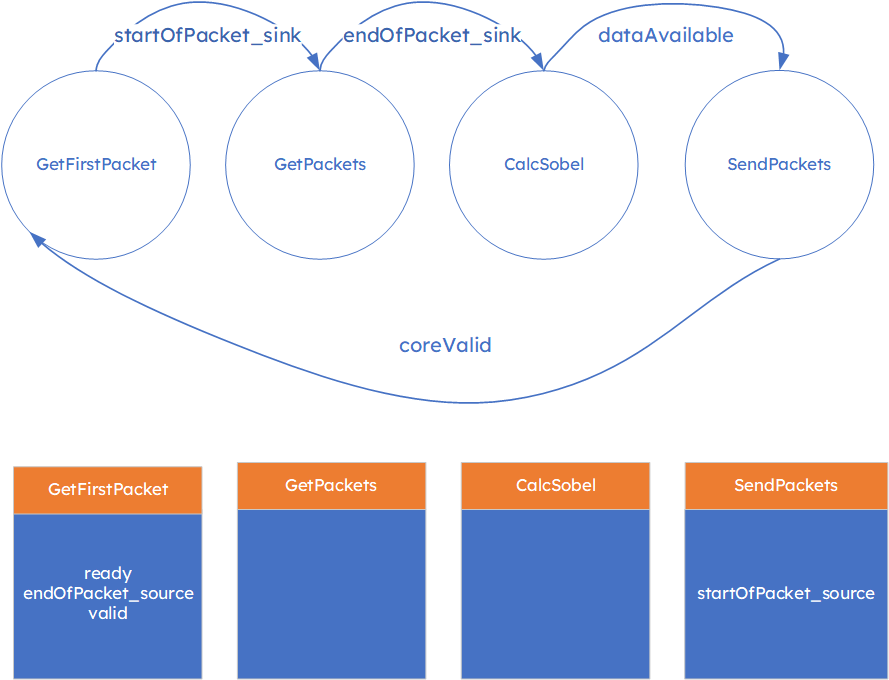 startOfPacket_sink
endOfPacket_sink
dataAvailable
GetFirstPacket
GetPackets
CalcSobel
SendPackets
coreValid
GetFirstPacket
GetPackets
CalcSobel
SendPackets
ready
endOfPacket_source
valid
startOfPacket_source